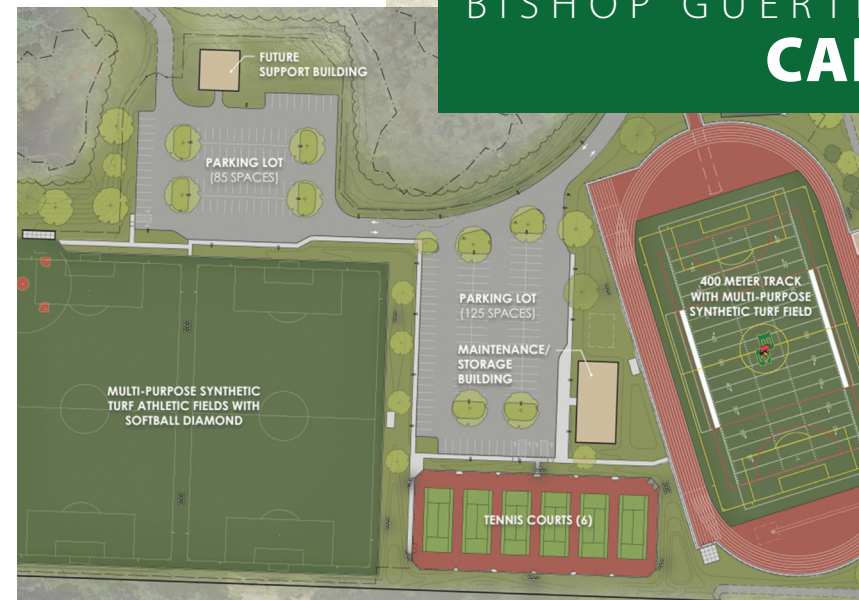 BISHOP GUERT
CA
FUTURE
SUPPORT BUILDING
PARKING LOT
(85 SPACES)
PARKING LOT
(125 SPACES)
400 METER TRACK
WITH MULTI-PURPOSE
SYNTHETIC TURF FIELD
MAINTENANCE/
STORAGE
BUILDING
MULTI-PURPOSE SYNTHETIC
TURF ATHLETIC FIELDS WITH
SOFTBALL DIAMOND
TENNIS COURTS (6)